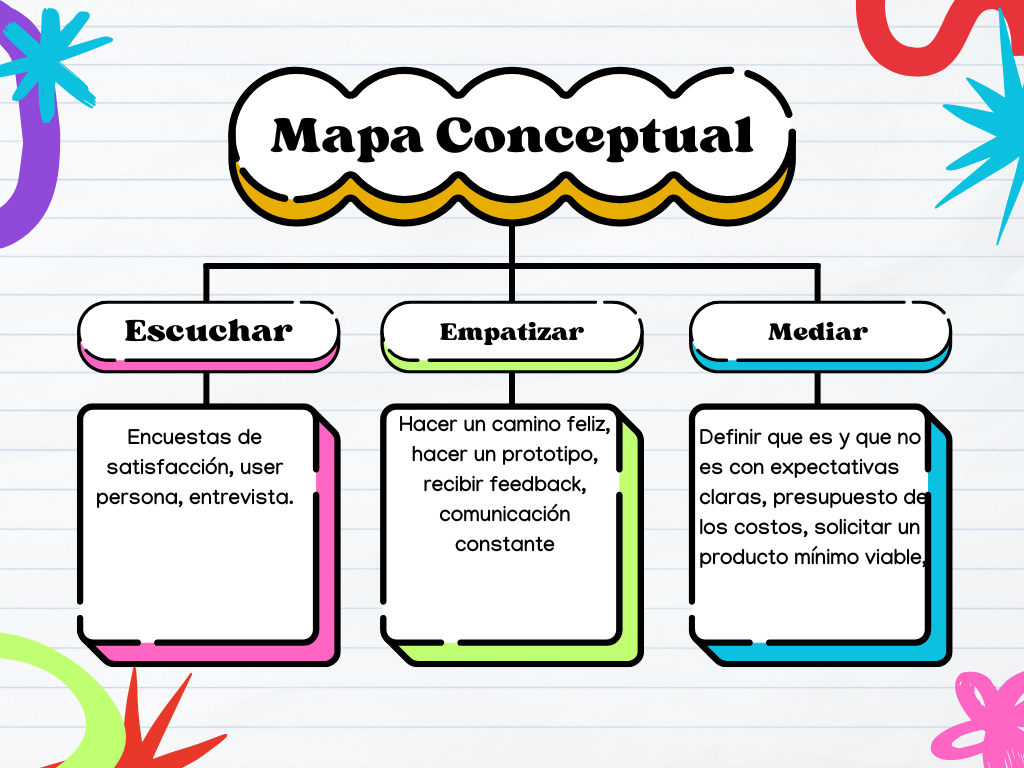 Mapa Conceptual
Escuchar
Empatizar
Mediar
Encuestas de
satisfacción, user
persona, entrevista.
Hacer un camino feliz,
hacer un prototipo,
recibir feedback,
comunicación
constante
Definir que es y que no
es con expectativas
claras, presupuesto de
los costos, solicitar un
producto mínimo viable,